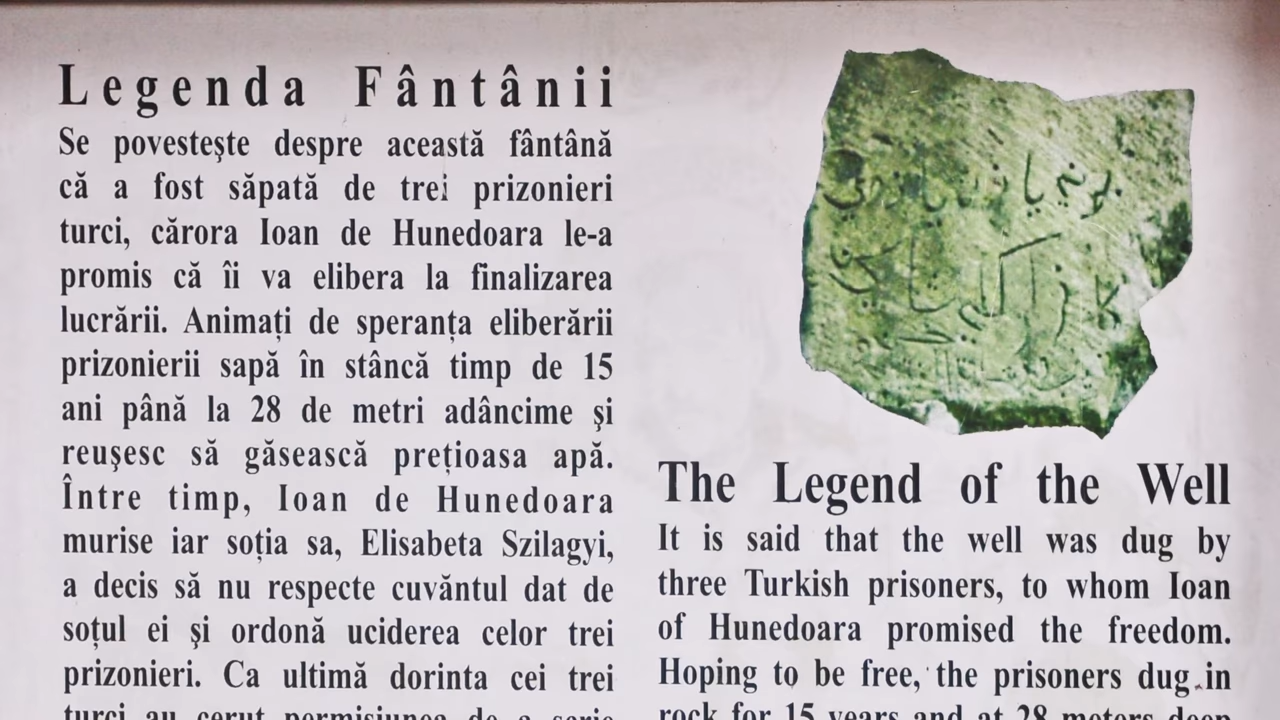 Legenda Fântânii
Se povesteşte despre această fântână
că a fost săpată de trei prizonieri
turci, cărora Ioan de Hunedoara le-a
promis că îi va elibera la finalizarea
lucrării. Animați de speranța eliberării
prizonierii sapă în stâncă timp de 15
ani până la 28 de metri adâncime şi
reuşesc să găsească prețioasa apă.
Între timp, Ioan de Hunedoara
murise iar soția sa, Elisabeta Szilagyi,
a decis să nu respecte cuvântul dat de
soțul ei şi ordonă uciderea celor trei
prizonieri. Ca ultimă dorinta cei trei
turci au cerut permisiunea de a scrie
The Legend of the Well
It is said that the well was dug by
three Turkish prisoners, to whom Ioan
of Hunedoara promised the freedom.
Hoping to be free, the prisoners dug in
rock for 15 years and at 28 meters deep